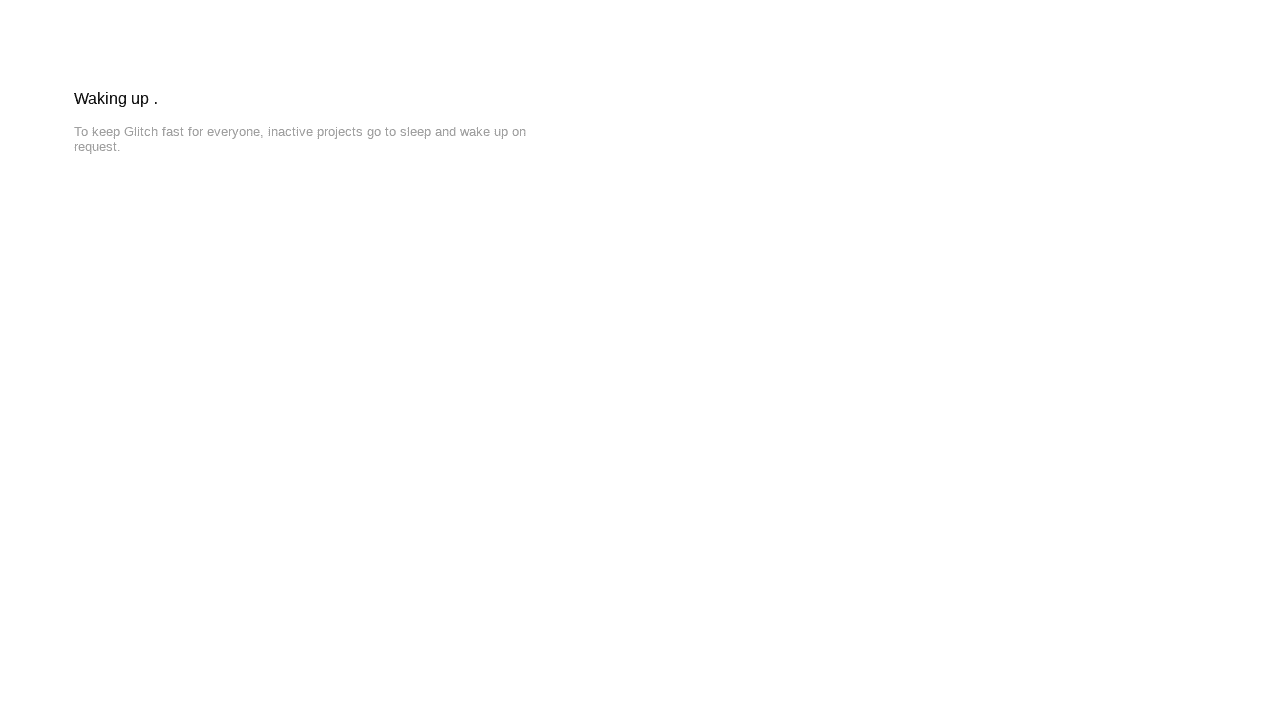 Waking up .
To keep Glitch fast for everyone, inactive projects go to sleep and wake up on
request.